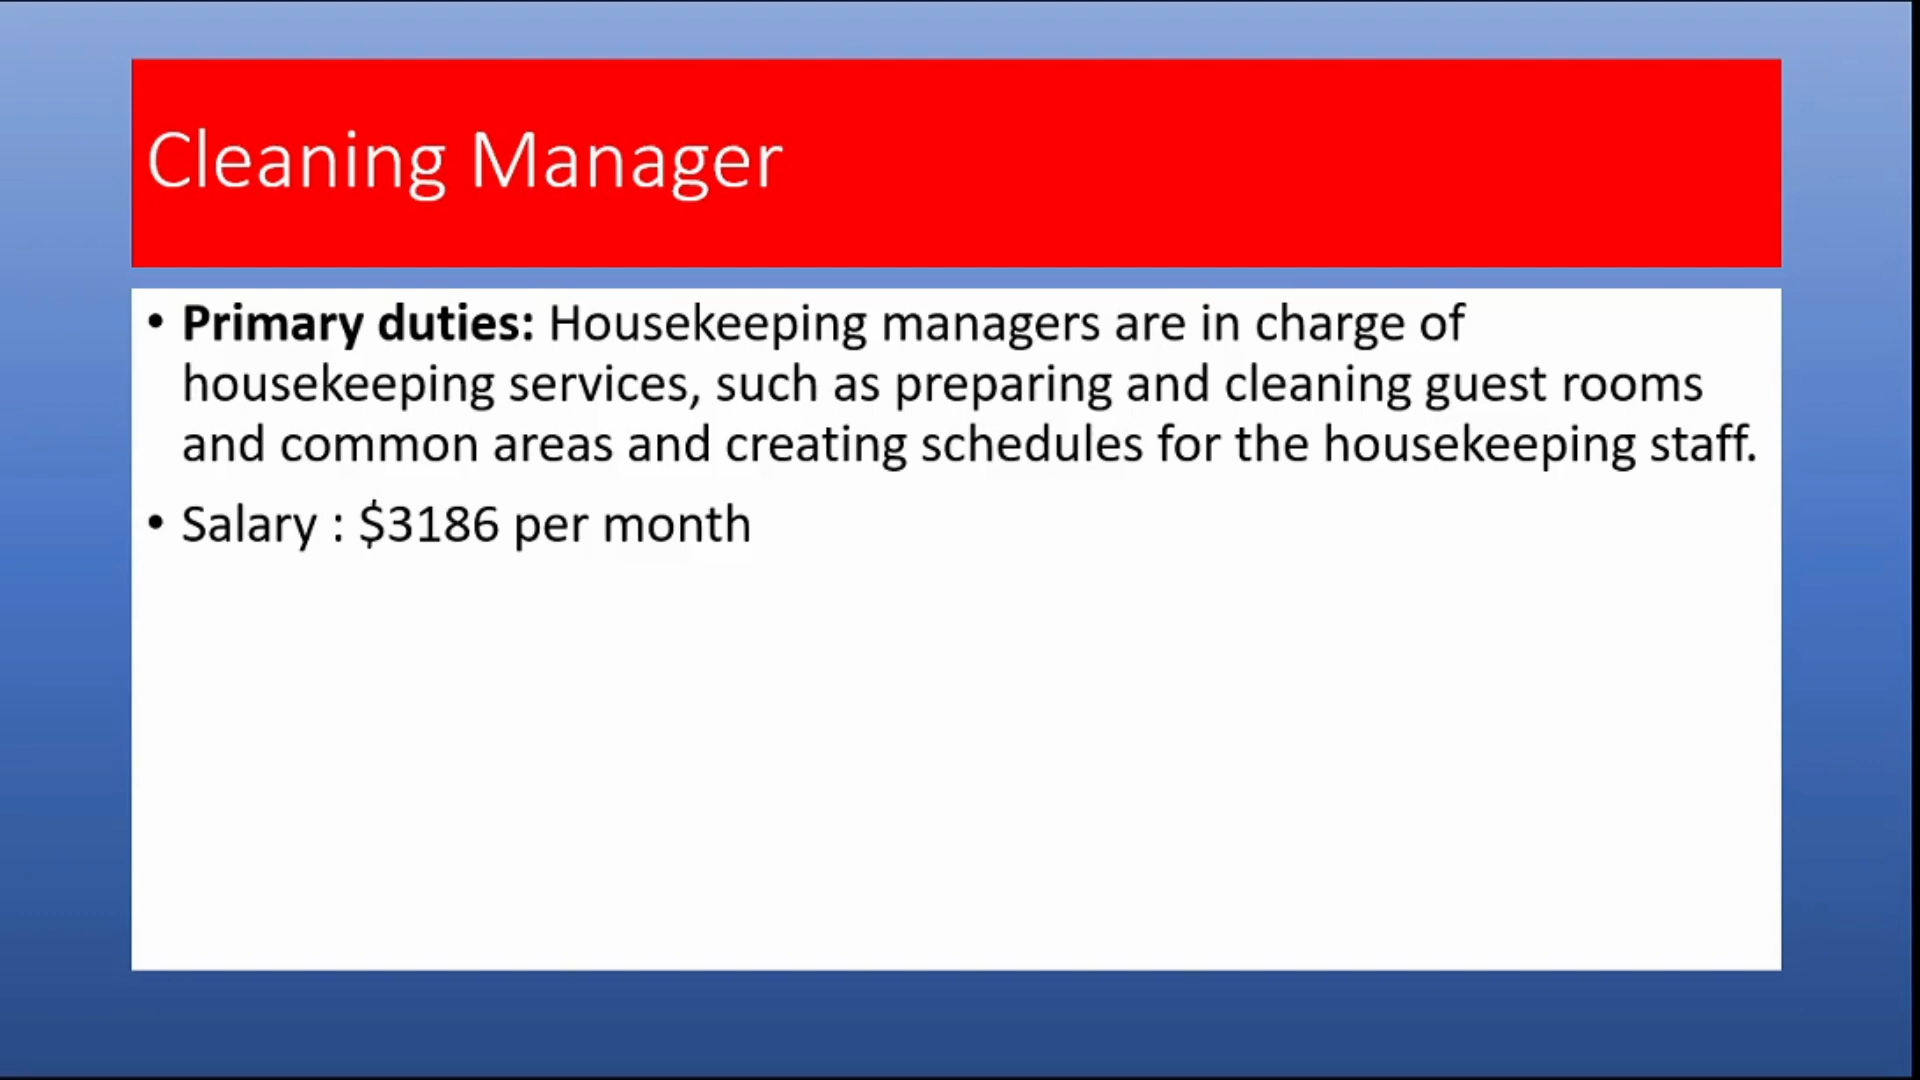 Cleaning Manager
• Primary duties: Housekeeping managers are in charge of
housekeeping services, such as preparing and cleaning guest rooms
and common areas and creating schedules for the housekeeping staff.
• Salary : $3186 per month